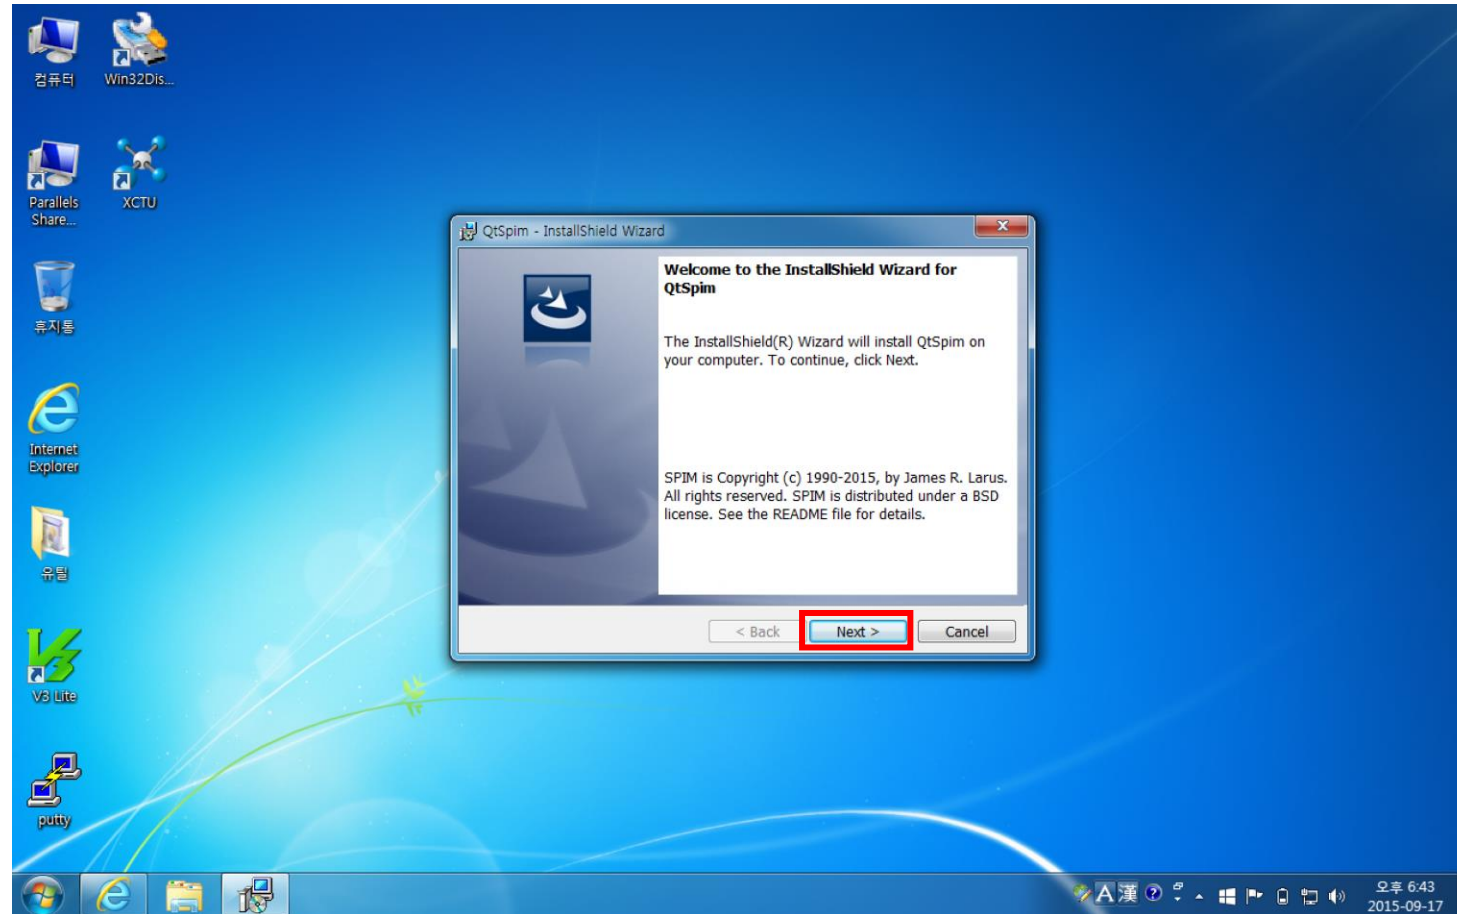 컴퓨터
Win32Dis...
Parallels
Share...
XCTU
휴지통
Internet
Explorer
유틸
V3 Lite
putty
QtSpim - InstallShield Wizard
Welcome to the InstallShield Wizard for
QtSpim
The InstallShield(R) Wizard will install QtSpim on
your computer. To continue, click Next.
SPIM is Copyright (c) 1990-2015, by James R. Larus.
All rights reserved. SPIM is distributed under a BSD
license. See the README file for details.
< Back
Next >
Cancel
A 漢
오후 6:43
2015-09-17